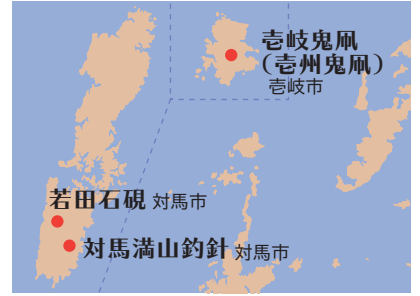 壱岐鬼凧
（壱州鬼凧）
壱岐市
若田石硯 対馬市
対馬満山釣針 対馬市